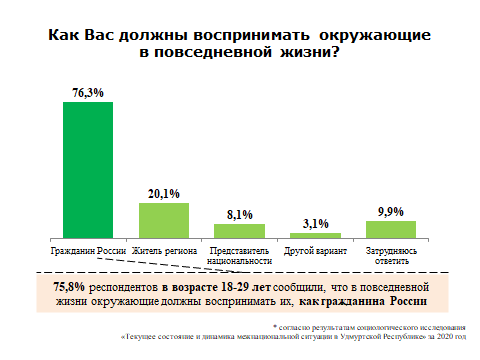 Как Вас должны воспринимать окружающие
в повседневной жизни?
76,3%
20,1%
8,1%
3,1%
9,9%
Гражданин России
Житель региона
Представитель
национальности
Другой вариант
Затрудняюсь
ответить
75,8% респондентов в возрасте 18-29 лет сообщили, что в повседневной
жизни окружающие должны воспринимать их, как гражданина России
* согласно результатам социологического исследования
«Текущее состояние и динамика межнациональной ситуации в Удмуртской Республике» за 2020 год